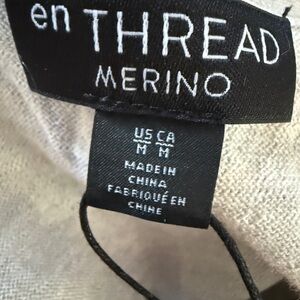 en THREAD
MERINO
US CA
M M
MADE IN
CHINA
FABRIQUÉ EN
CHINE